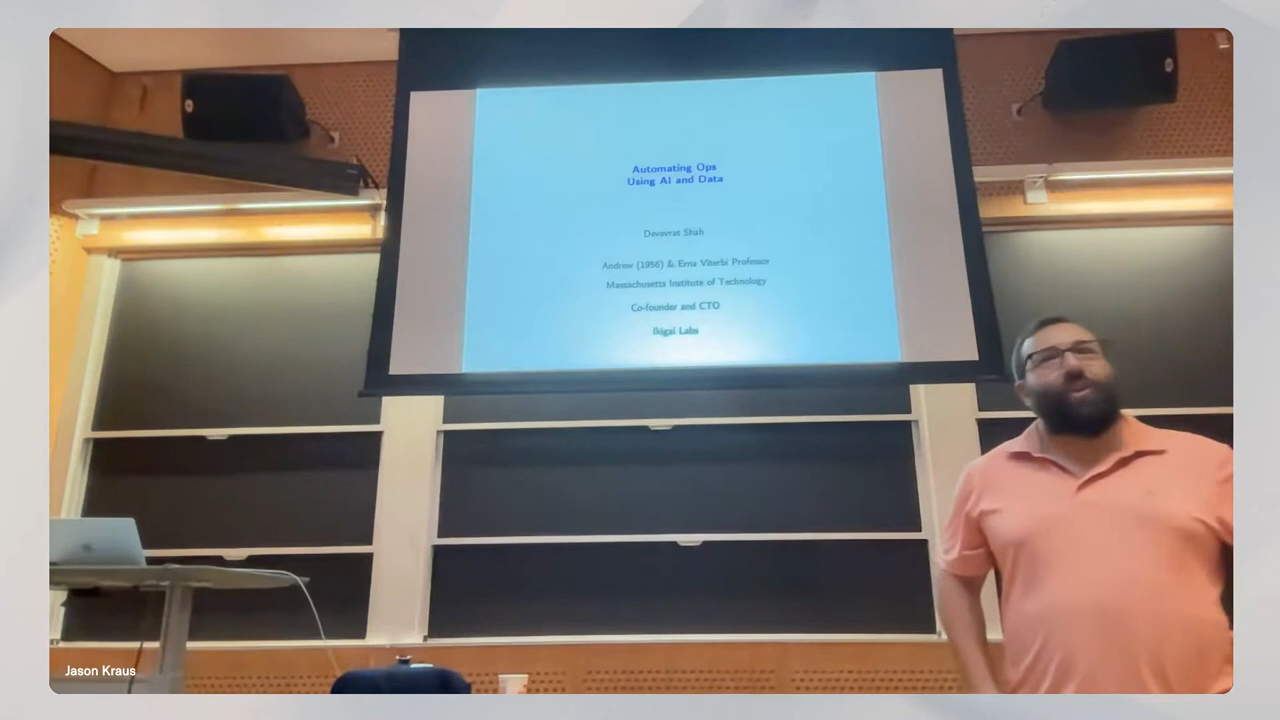 Automating Ops
Using AI and Data
Devavrat Shah
Andrew (1956) & Erna Viterbi Professor
Massachusetts Institute of Technology
Co-founder and CTO
Ikigai Labs
Jason Kraus